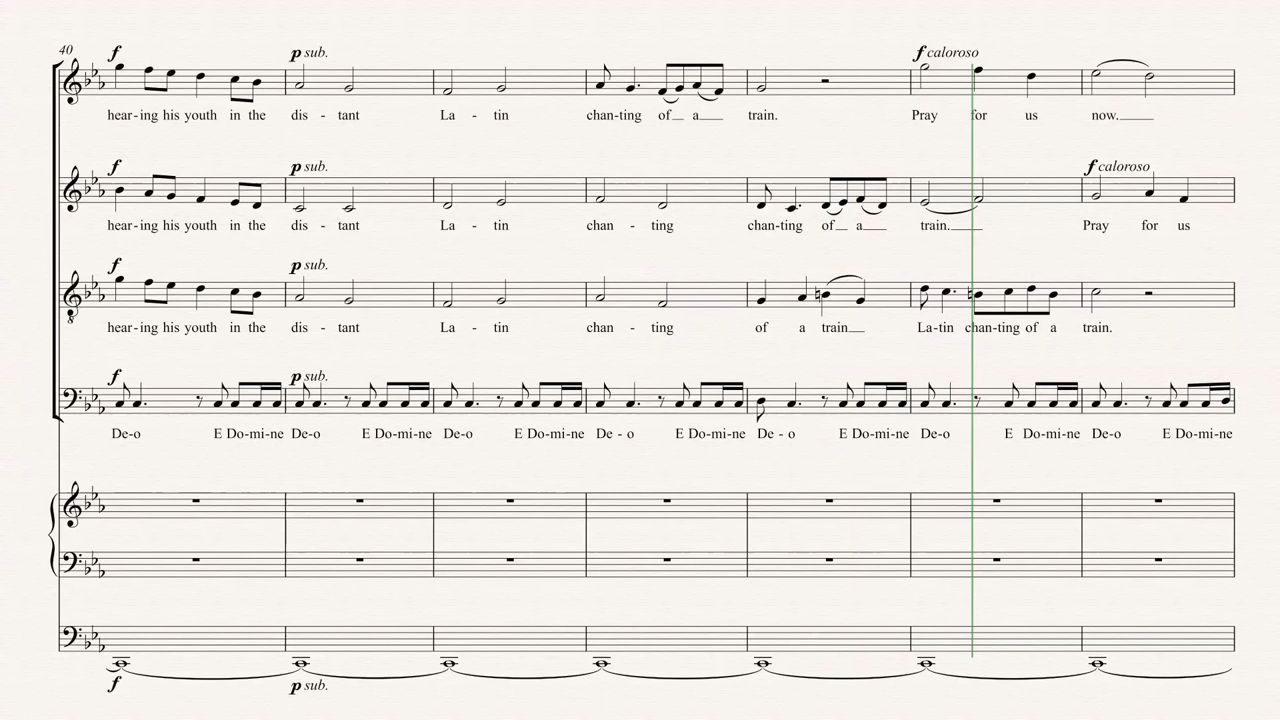 40 f p sub. f caloroso
hear-ing his youth in the dis - tant La - tin chan-ting of a train. Pray for us now.
f p sub. f caloroso
hear-ing his youth in the dis - tant La - tin chan - ting chan-ting of a train. Pray for us
f p sub.
8
hear-ing his youth in the dis - tant La - tin chan - ting of a train La-tin chan-ting of a train.
f p sub.
De-o E Do-mi-ne De-o E Do-mi-ne De-o E Do-mi-ne De - o E Do-mi-ne De - o E Do-mi-ne De-o E Do-mi-ne De-o E Do-mi-ne
f p sub.